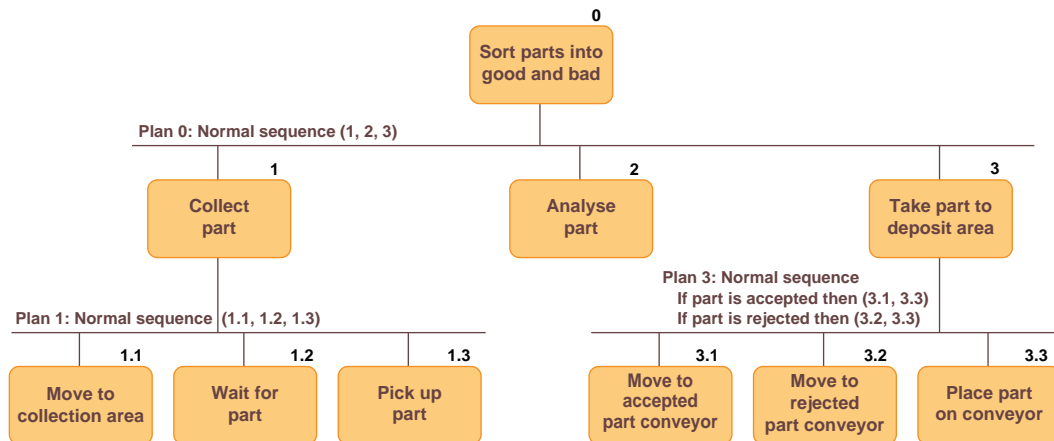 0
Sort parts into
good and bad
Plan 0: Normal sequence (1, 2, 3)
1
Collect
part
2
Analyse
part
3
Take part to
deposit area
Plan 1: Normal sequence (1.1, 1.2, 1.3)
Plan 3: Normal sequence
If part is accepted then (3.1, 3.3)
If part is rejected then (3.2, 3.3)
1.1
Move to
collection area
1.2
Wait for
part
1.3
Pick up
part
3.1
Move to
accepted
part conveyor
3.2
Move to
rejected
part conveyor
3.3
Place part
on conveyor